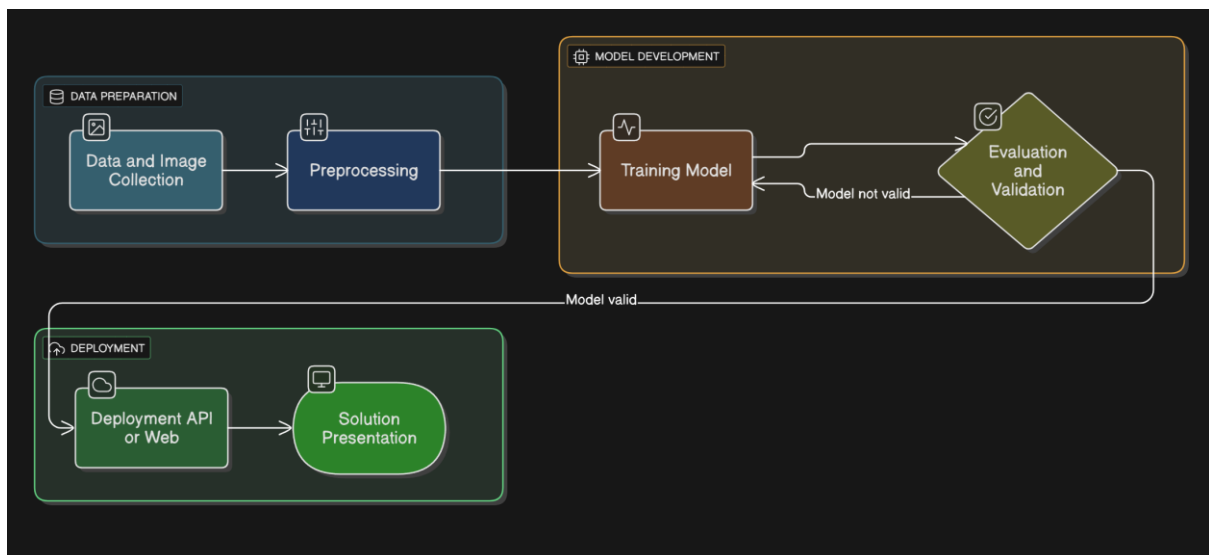 DATA PREPARATION
Data and Image
Collection
Preprocessing
MODEL DEVELOPMENT
Training Model
Evaluation
and
Validation
Model not valid
Model valid
DEPLOYMENT
Deployment API
or Web
Solution
Presentation